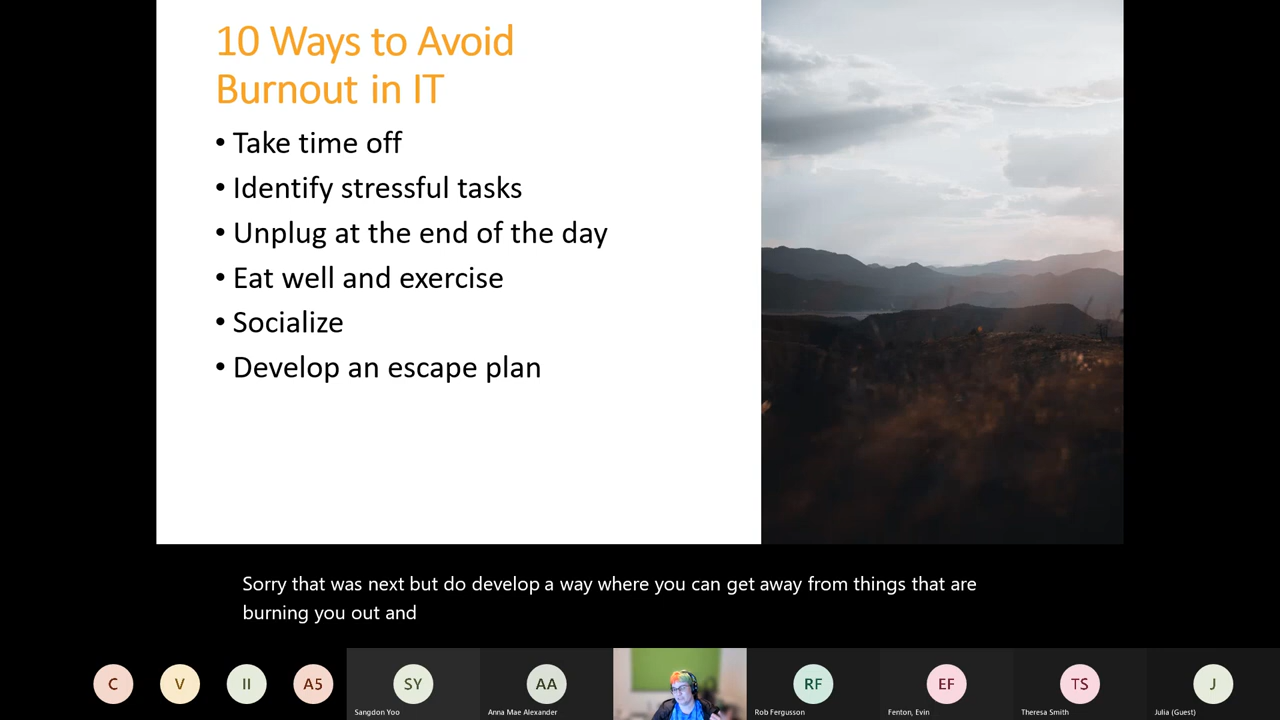 10 Ways to Avoid
Burnout in IT
• Take time off
• Identify stressful tasks
• Unplug at the end of the day
• Eat well and exercise
• Socialize
• Develop an escape plan
Sorry that was next but do develop a way where you can get away from things that are
burning you out and
C V II A5 SY AA RF EF TS J
Sangdon Yoo Anna Mae Alexander Rob Fergusson Fenton, Evin Theresa Smith Julia (Guest)